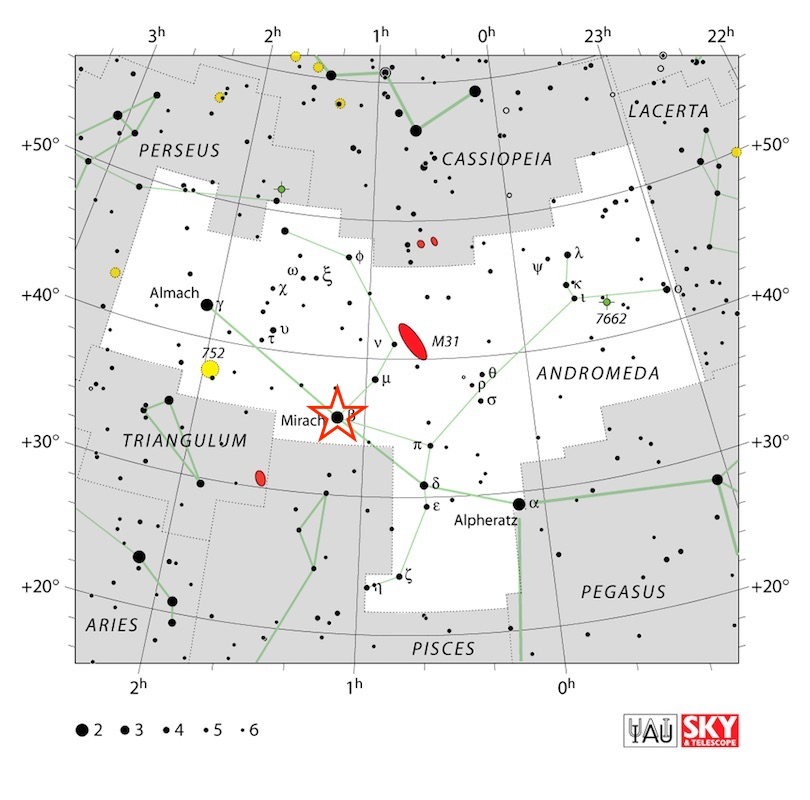 3h 2h 1h 0h 23h 22h
LACERTA
+50° PERSEUS CASSIOPEIA +50°
λ
ψ
φ
ω ξ
χ κ
ι
ο
+40° Almach γ 7662 +40°
υ
τ
ν M31
752
μ θ
ρ
σ
ANDROMEDA
Mirach β
+30° TRIANGULUM π +30°
δ
ε
α
Alpheratz
ζ
η
+20° PEGASUS +20°
ARIES
PISCES
2h 1h 0h
2 3 4 5 6
IAU SKY
& TELESCOPE